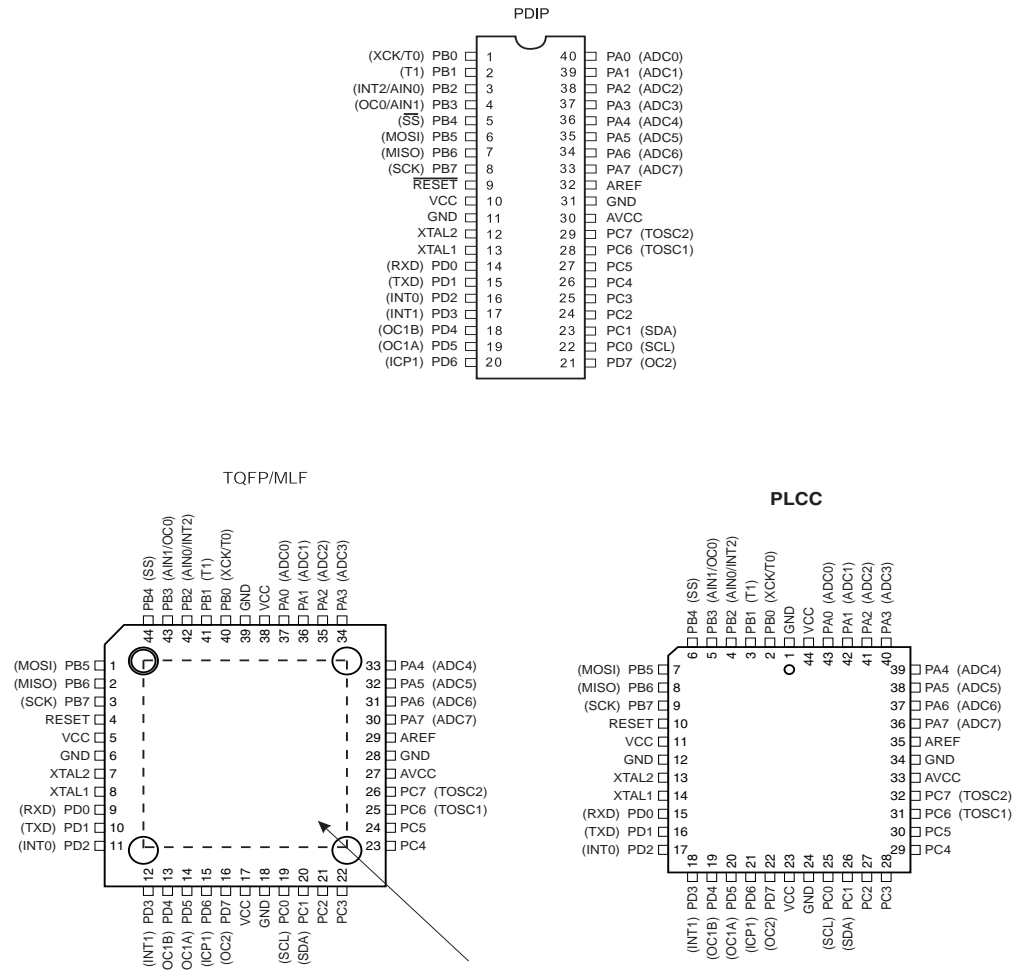 PDIP
(XCK/T0) PB0 1 40 PA0 (ADC0)
(T1) PB1 2 39 PA1 (ADC1)
(INT2/AIN0) PB2 3 38 PA2 (ADC2)
(OC0/AIN1) PB3 4 37 PA3 (ADC3)
(SS) PB4 5 36 PA4 (ADC4)
(MOSI) PB5 6 35 PA5 (ADC5)
(MISO) PB6 7 34 PA6 (ADC6)
(SCK) PB7 8 33 PA7 (ADC7)
RESET 9 32 AREF
VCC 10 31 GND
GND 11 30 AVCC
XTAL2 12 29 PC7 (TOSC2)
XTAL1 13 28 PC6 (TOSC1)
(RXD) PD0 14 27 PC5
(TXD) PD1 15 26 PC4
(INT0) PD2 16 25 PC3
(INT1) PD3 17 24 PC2
(OC1B) PD4 18 23 PC1 (SDA)
(OC1A) PD5 19 22 PC0 (SCL)
(ICP1) PD6 20 21 PD7 (OC2)
TQFP/MLF
PB4 (SS) 44
PB3 (AIN1/OC0) 43
PB2 (AIN0/INT2) 42
PB1 (T1) 41
PB0 (XCK/T0) 40
GND 39
VCC 38
PA0 (ADC0) 37
PA1 (ADC1) 36
PA2 (ADC2) 35
PA3 (ADC3) 34
(MOSI) PB5 1 33 PA4 (ADC4)
(MISO) PB6 2 32 PA5 (ADC5)
(SCK) PB7 3 31 PA6 (ADC6)
RESET 4 30 PA7 (ADC7)
VCC 5 29 AREF
GND 6 28 GND
XTAL2 7 27 AVCC
XTAL1 8 26 PC7 (TOSC2)
(RXD) PD0 9 25 PC6 (TOSC1)
(TXD) PD1 10 24 PC5
(INT0) PD2 11 23 PC4
12 (INT1) PD3
13 OC1B) PD4
14 OC1A) PD5
15 (ICP1) PD6
16 (OC2) PD7
17 VCC
18 GND
19 (SCL) PC0
20 (SDA) PC1
21 PC2
22 PC3
PLCC
PB4 (SS) 6
PB3 (AIN1/OC0) 5
PB2 (AIN0/INT2) 4
PB1 (T1) 3
PB0 (XCK/T0) 2
GND 1
VCC 44
PA0 (ADC0) 43
PA1 (ADC1) 42
PA2 (ADC2) 41
PA3 (ADC3) 40
(MOSI) PB5 7 39 PA4 (ADC4)
(MISO) PB6 8 38 PA5 (ADC5)
(SCK) PB7 9 37 PA6 (ADC6)
RESET 10 36 PA7 (ADC7)
VCC 11 35 AREF
GND 12 34 GND
XTAL2 13 33 AVCC
XTAL1 14 32 PC7 (TOSC2)
(RXD) PD0 15 31 PC6 (TOSC1)
(TXD) PD1 16 30 PC5
(INT0) PD2 17 29 PC4
18 (INT1) PD3
19 (OC1B) PD4
20 (OC1A) PD5
21 (ICP1) PD6
22 (OC2) PD7
23 VCC
24 GND
25 (SCL) PC0
26 (SDA) PC1
27 PC2
28 PC3